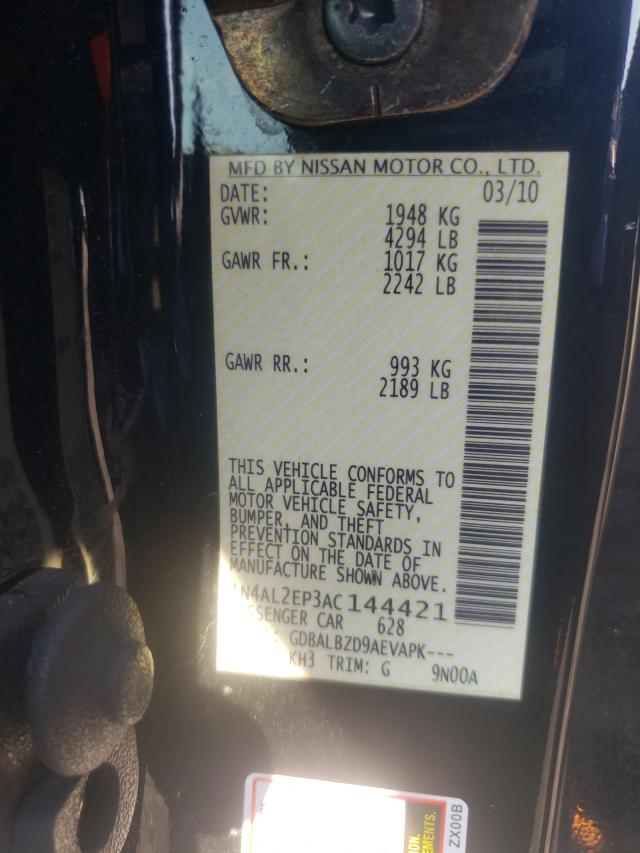 MFD BY NISSAN MOTOR CO., LTD.
DATE: 03/10
GVWR: 1948 KG
4294 LB
GAWR FR.: 1017 KG
2242 LB
GAWR RR.: 993 KG
2189 LB
THIS VEHICLE CONFORMS TO
ALL APPLICABLE FEDERAL
MOTOR VEHICLE SAFETY,
BUMPER, AND THEFT
PREVENTION STANDARDS IN
EFFECT ON THE DATE OF
MANUFACTURE SHOWN ABOVE.
1N4AL2EP3AC144421
PASSENGER CAR 628
GDBALBZD9AEVAPK---
KH3 TRIM: G 9N00A
ZX00B